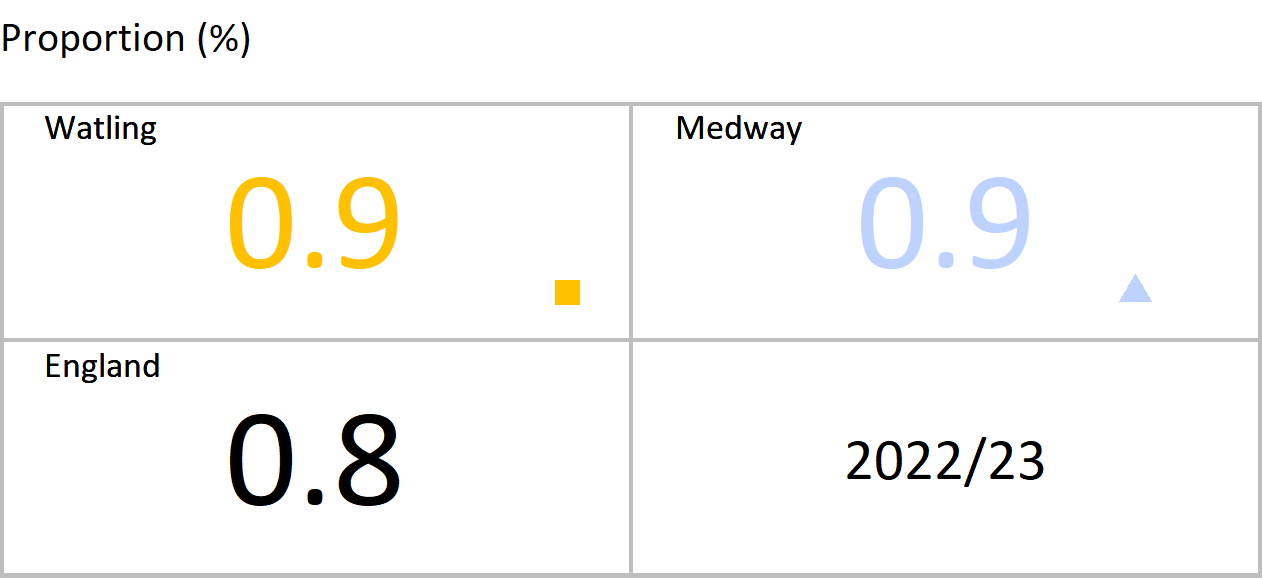 Proportion (%)
Watling
0.9
Medway
0.9
England
0.8
2022/23